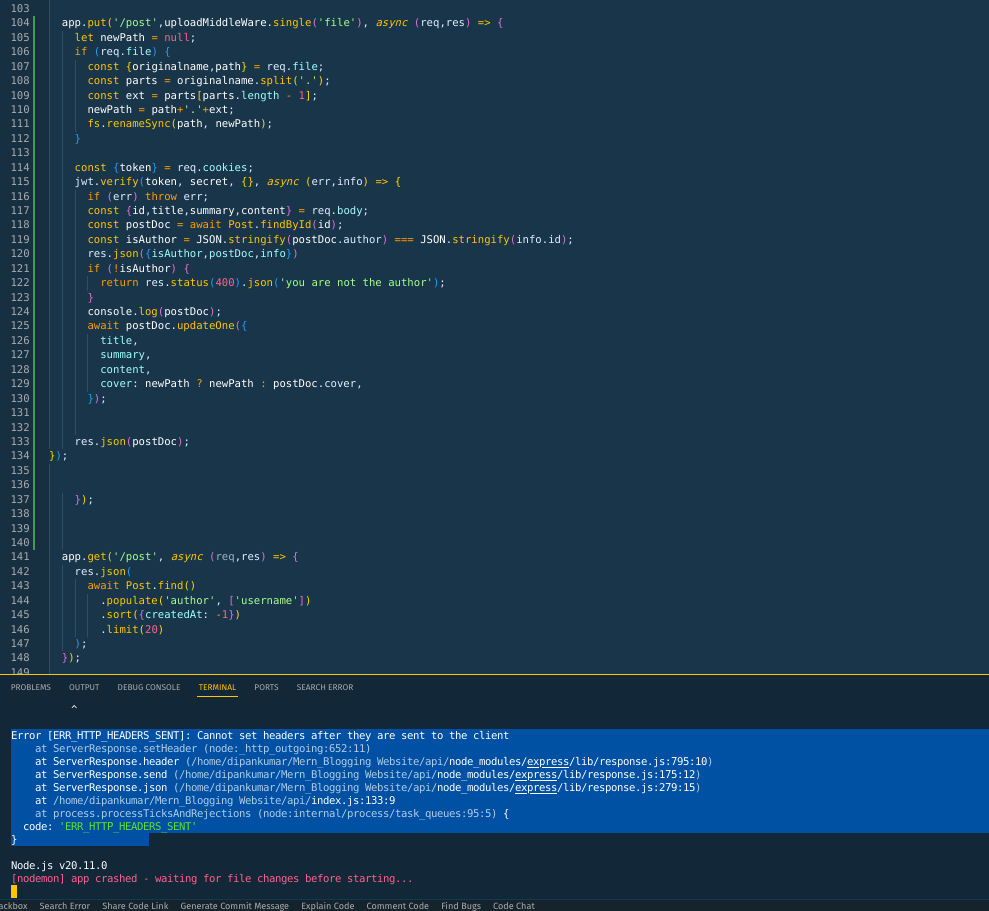 103
104 app.put('/post',uploadMiddleWare.single('file'), async (req,res) => {
105 let newPath = null;
106 if (req.file) {
107 const {originalname,path} = req.file;
108 const parts = originalname.split('.');
109 const ext = parts[parts.length - 1];
110 newPath = path+'.'+ext;
111 fs.renameSync(path, newPath);
112 }
113
114 const {token} = req.cookies;
115 jwt.verify(token, secret, {}, async (err,info) => {
116 if (err) throw err;
117 const {id,title,summary,content} = req.body;
118 const postDoc = await Post.findById(id);
119 const isAuthor = JSON.stringify(postDoc.author) === JSON.stringify(info.id);
120 res.json({isAuthor,postDoc,info})
121 if (!isAuthor) {
122 return res.status(400).json('you are not the author');
123 }
124 console.log(postDoc);
125 await postDoc.updateOne({
126 title,
127 summary,
128 content,
129 cover: newPath ? newPath : postDoc.cover,
130 });
131
132
133 res.json(postDoc);
134 });
135
136
137 });
138
139
140
141 app.get('/post', async (req,res) => {
142 res.json(
143 await Post.find()
144 .populate('author', ['username'])
145 .sort({createdAt: -1})
146 .limit(20)
147 );
148 });
149
PROBLEMS OUTPUT DEBUG CONSOLE TERMINAL PORTS SEARCH ERROR
^
Error [ERR_HTTP_HEADERS_SENT]: Cannot set headers after they are sent to the client
at ServerResponse.setHeader (node:_http_outgoing:652:11)
at ServerResponse.header (/home/dipankumar/Mern_Blogging Website/api/node_modules/express/lib/response.js:795:10)
at ServerResponse.send (/home/dipankumar/Mern_Blogging Website/api/node_modules/express/lib/response.js:175:12)
at ServerResponse.json (/home/dipankumar/Mern_Blogging Website/api/node_modules/express/lib/response.js:279:15)
at /home/dipankumar/Mern_Blogging Website/api/index.js:133:9
at process.processTicksAndRejections (node:internal/process/task_queues:95:5) {
code: 'ERR_HTTP_HEADERS_SENT'
}
Node.js v20.11.0
[nodemon] app crashed - waiting for file changes before starting...
ackbox Search Error Share Code Link Generate Commit Message Explain Code Comment Code Find Bugs Code Chat